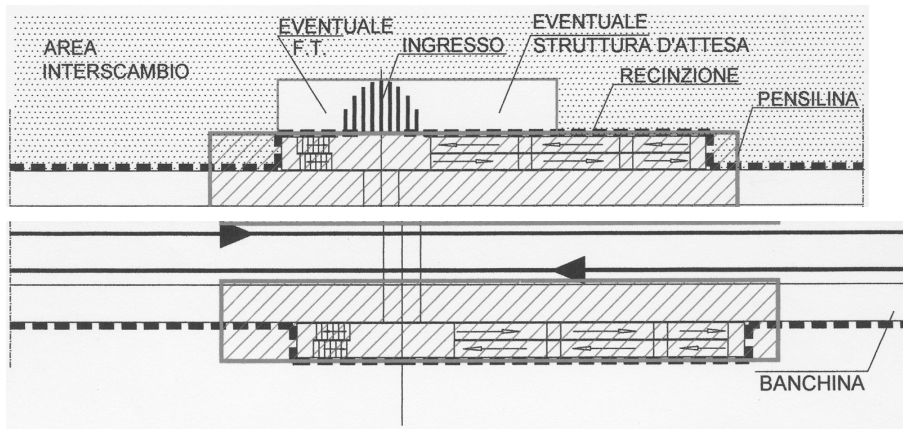 EVENTUALE
F.T.
INGRESSO
EVENTUALE
STRUTTURA D'ATTESA
AREA
INTERSCAMBIO
RECINZIONE
PENSILINA
BANCHINA